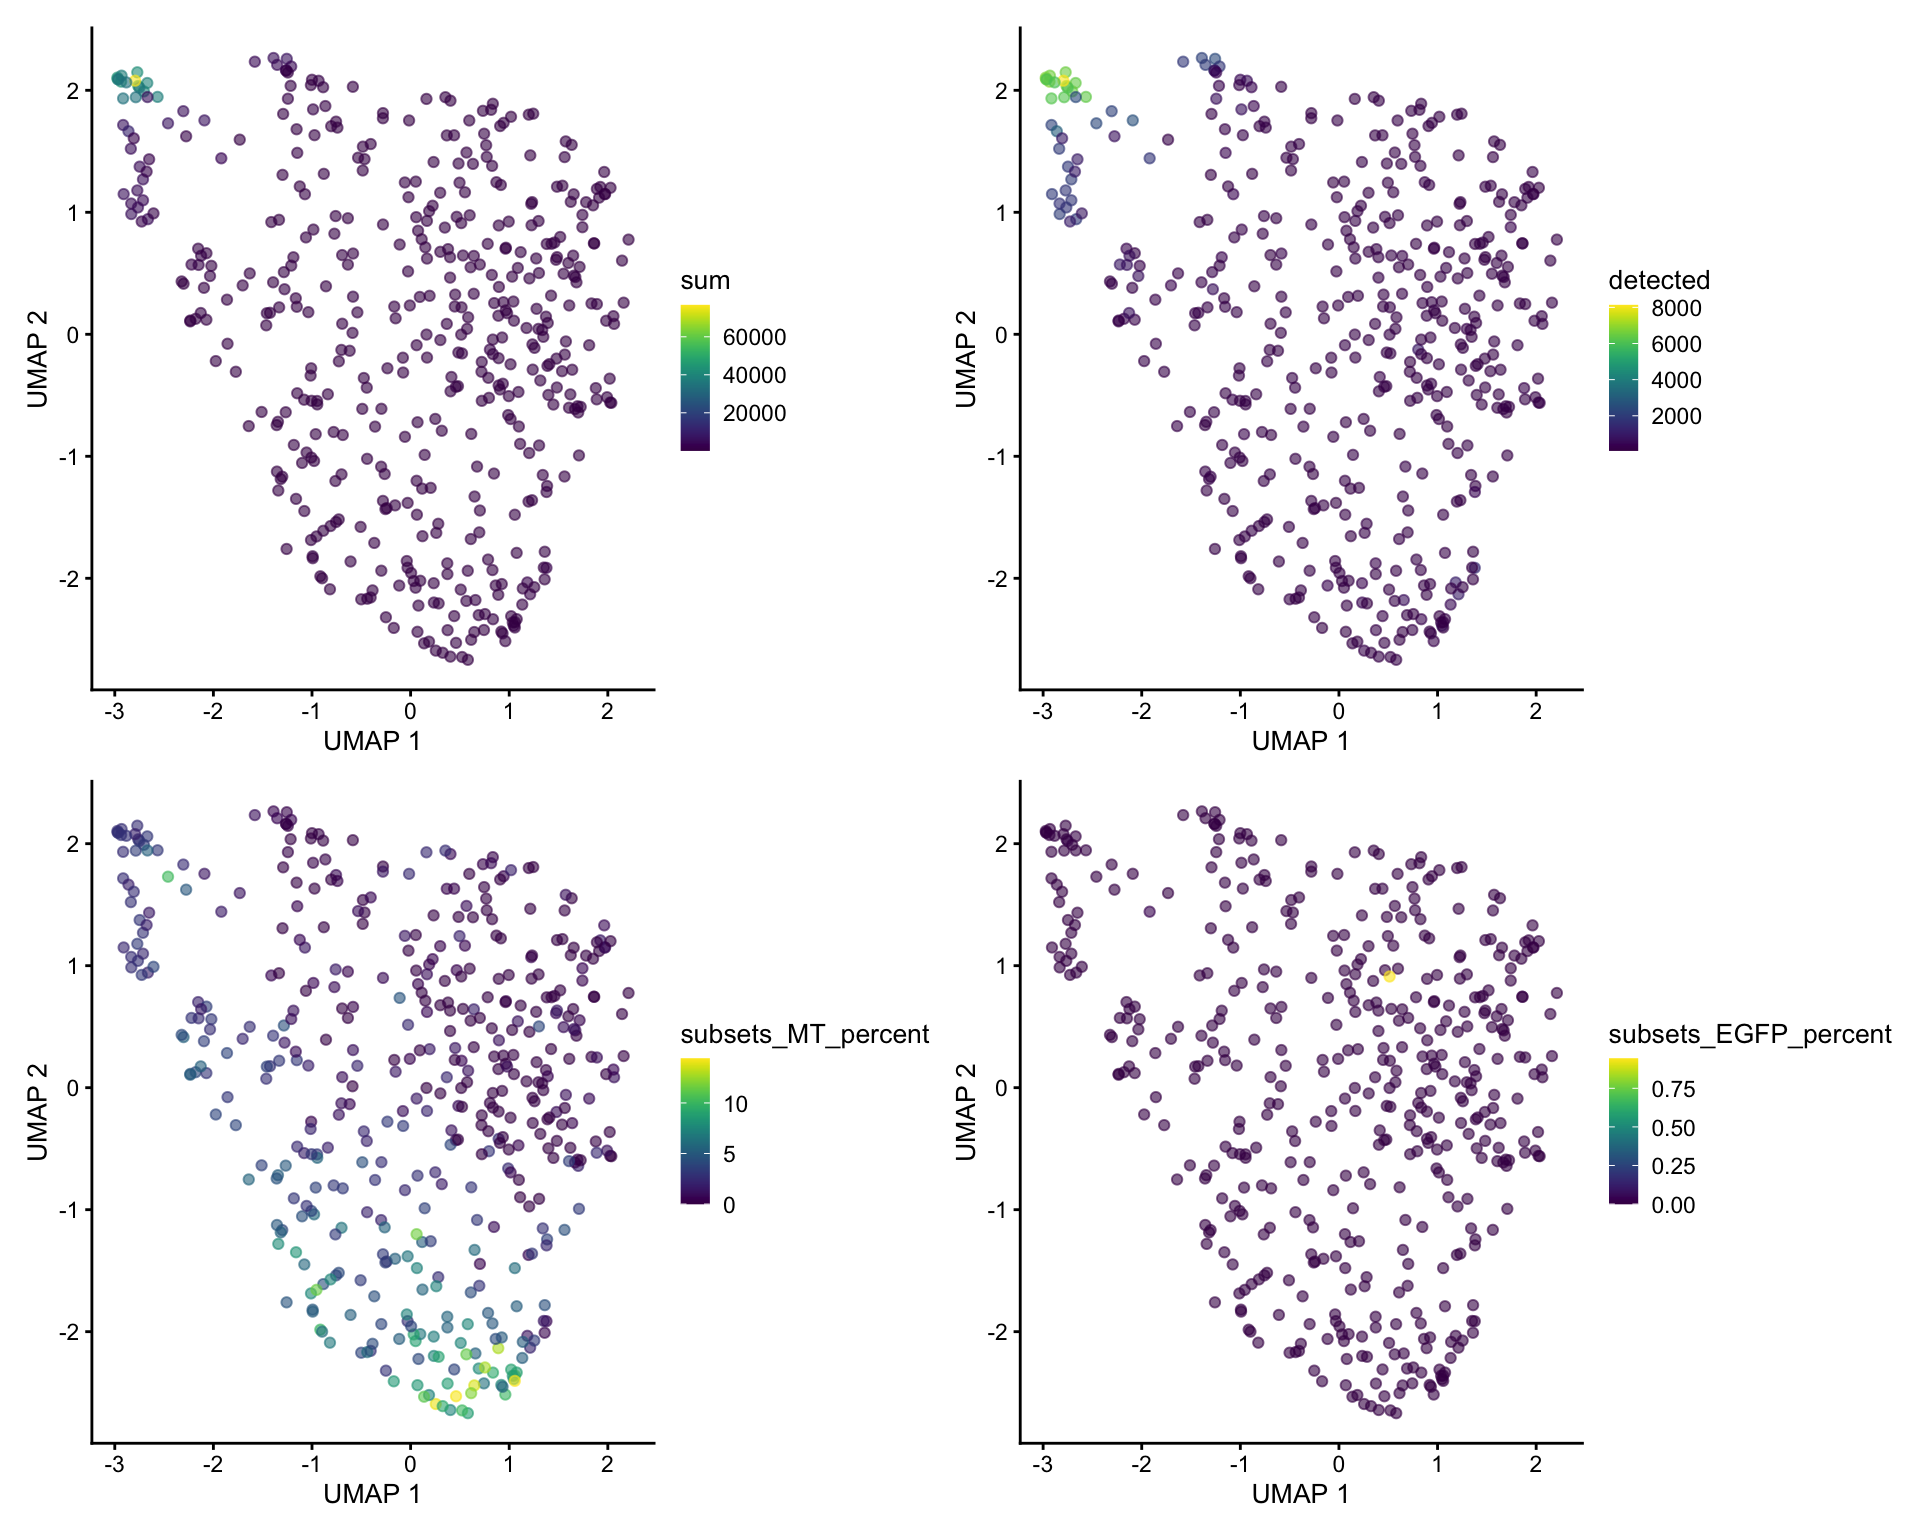 2
1
0
-1
-2
UMAP 2
-3 -2 -1 0 1 2
UMAP 1
sum
60000
40000
20000
2
1
0
-1
-2
UMAP 2
-3 -2 -1 0 1 2
UMAP 1
detected
8000
6000
4000
2000
2
1
0
-1
-2
UMAP 2
-3 -2 -1 0 1 2
UMAP 1
subsets_MT_percent
10
5
0
2
1
0
-1
-2
UMAP 2
-3 -2 -1 0 1 2
UMAP 1
subsets_EGFP_percent
0.75
0.50
0.25
0.00